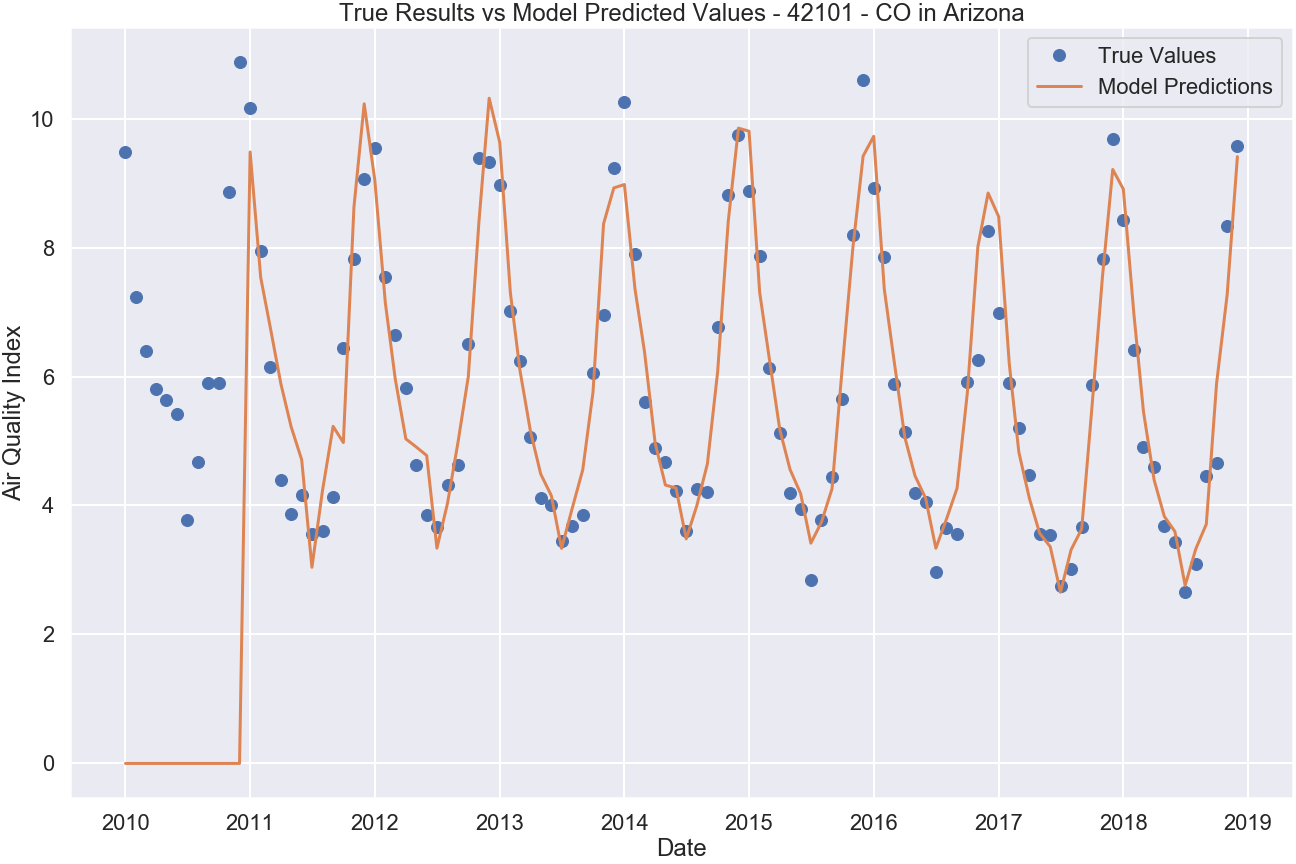 True Results vs Model Predicted Values - 42101 - CO in Arizona
True Values
Model Predictions
Air Quality Index
10
8
6
4
2
0
2010 2011 2012 2013 2014 2015 2016 2017 2018 2019
Date